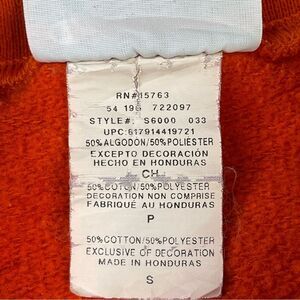 RN#15763
54 196 722097
STYLE#: S6000 033
UPC:617914419721
50%ALGODON/50%POLIESTER
EXCEPTO DECORACIÓN
HECHO EN HONDURAS
CH
50%COTON/50%POLYESTER
DECORATION NON COMPRISE
FABRIQUÉ AU HONDURAS
P
50%COTTON/50%POLYESTER
EXCLUSIVE OF DECORATION
MADE IN HONDURAS
S